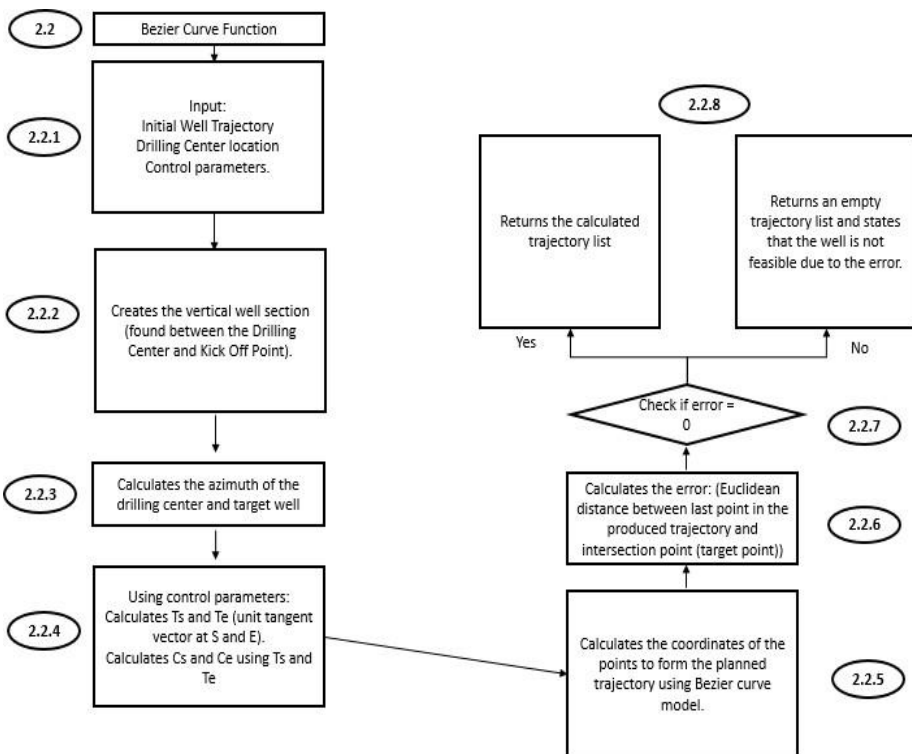 2.2
Bezier Curve Function
2.2.1
Input:
Initial Well Trajectory
Drilling Center location
Control parameters.
2.2.2
Creates the vertical well section
(found between the Drilling
Center and Kick Off Point).
2.2.3
Calculates the azimuth of the
drilling center and target well
2.2.4
Using control parameters:
Calculates Ts and Te (unit tangent
vector at S and E).
Calculates Cs and Ce using Ts and
Te
2.2.5
Calculates the coordinates of the
points to form the planned
trajectory using Bezier curve
model.
2.2.6
Calculates the error: (Euclidean
distance between last point in the
produced trajectory and
intersection point (target point))
2.2.7
Check if error =
0
Yes
No
2.2.8
Returns the calculated
trajectory list
Returns an empty
trajectory list and states
that the well is not
feasible due to the error.